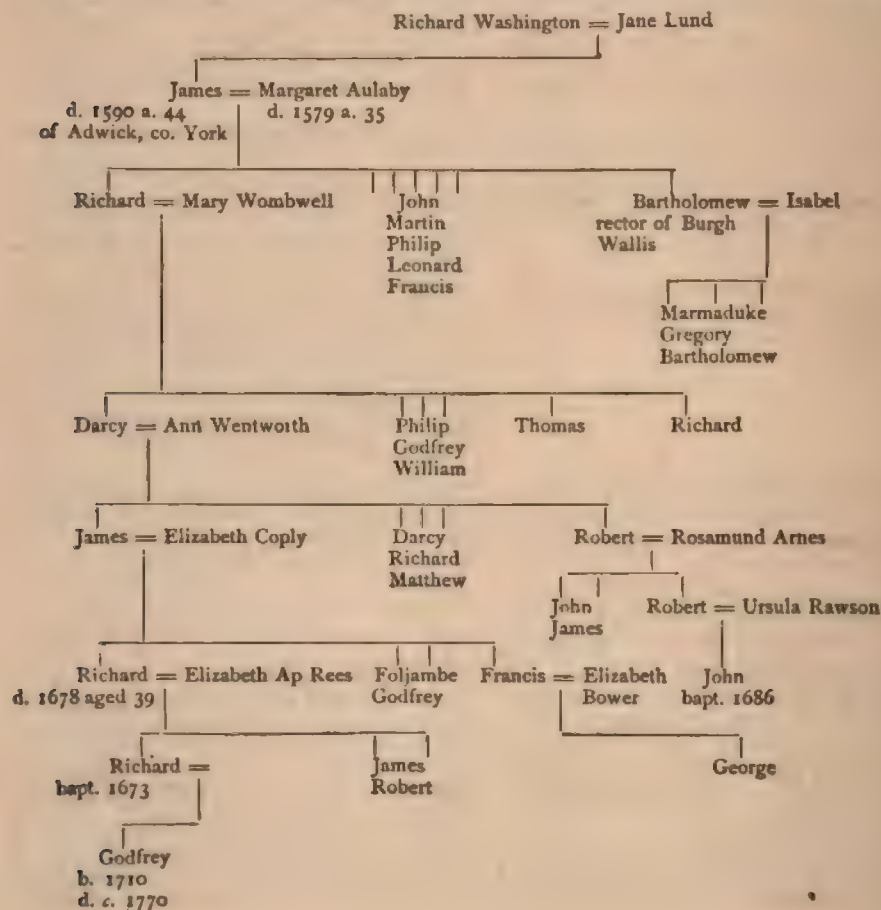 Richard Washington = Jane Lund
James = Margaret Aulaby
d. 1590 a. 44 d. 1579 a. 35
of Adwick, co. York
Richard = Mary Wombwell John Bartholomew = Isabel
Martin rector of Burgh
Philip Wallis
Leonard
Francis
Marmaduke
Gregory
Bartholomew
Darcy = Ann Wentworth Philip Thomas Richard
Godfrey
William
James = Elizabeth Coply Darcy Robert = Rosamund Arnes
Richard
Matthew
John Robert = Ursula Rawson
James
Richard = Elizabeth Ap Rees Foljambe Francis = Elizabeth John
d. 1678 aged 39 Godfrey Bower bapt. 1686
Richard = James George
bapt. 1673 Robert
Godfrey
b. 1710
d. c. 1770